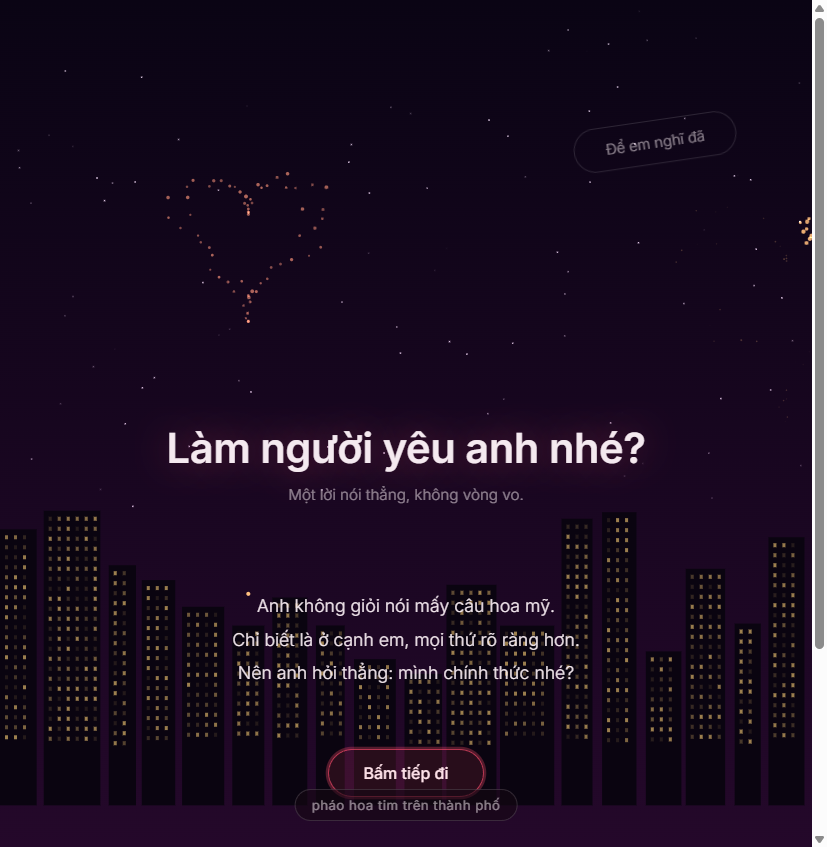 Để em nghĩ đã
Làm người yêu anh nhé?
Một lời nói thẳng, không vòng vo.
Anh không giỏi nói mấy câu hoa mỹ.
Chỉ biết là ở cạnh em, mọi thứ rõ ràng hơn.
Nên anh hỏi thẳng: mình chính thức nhé?
Bấm tiếp đi
pháo hoa tim trên thành phố